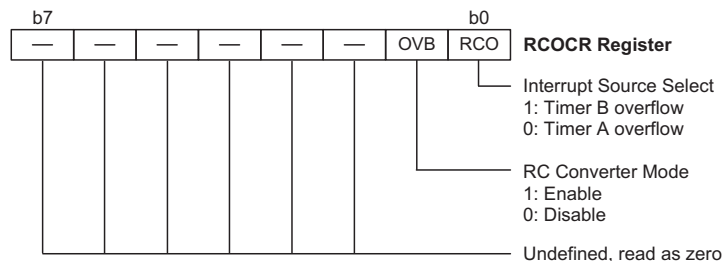 b7 b0
— — — — — — OVB RCO RCOCR Register
Interrupt Source Select
1: Timer B overflow
0: Timer A overflow
RC Converter Mode
1: Enable
0: Disable
Undefined, read as zero